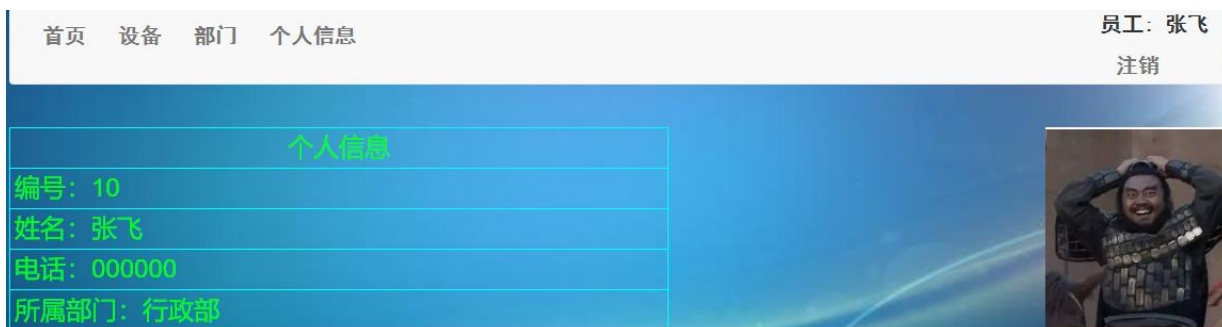 首页 设备 部门 个人信息
员工：张飞
注销
个人信息
编号：10
姓名：张飞
电话：000000
所属部门：行政部